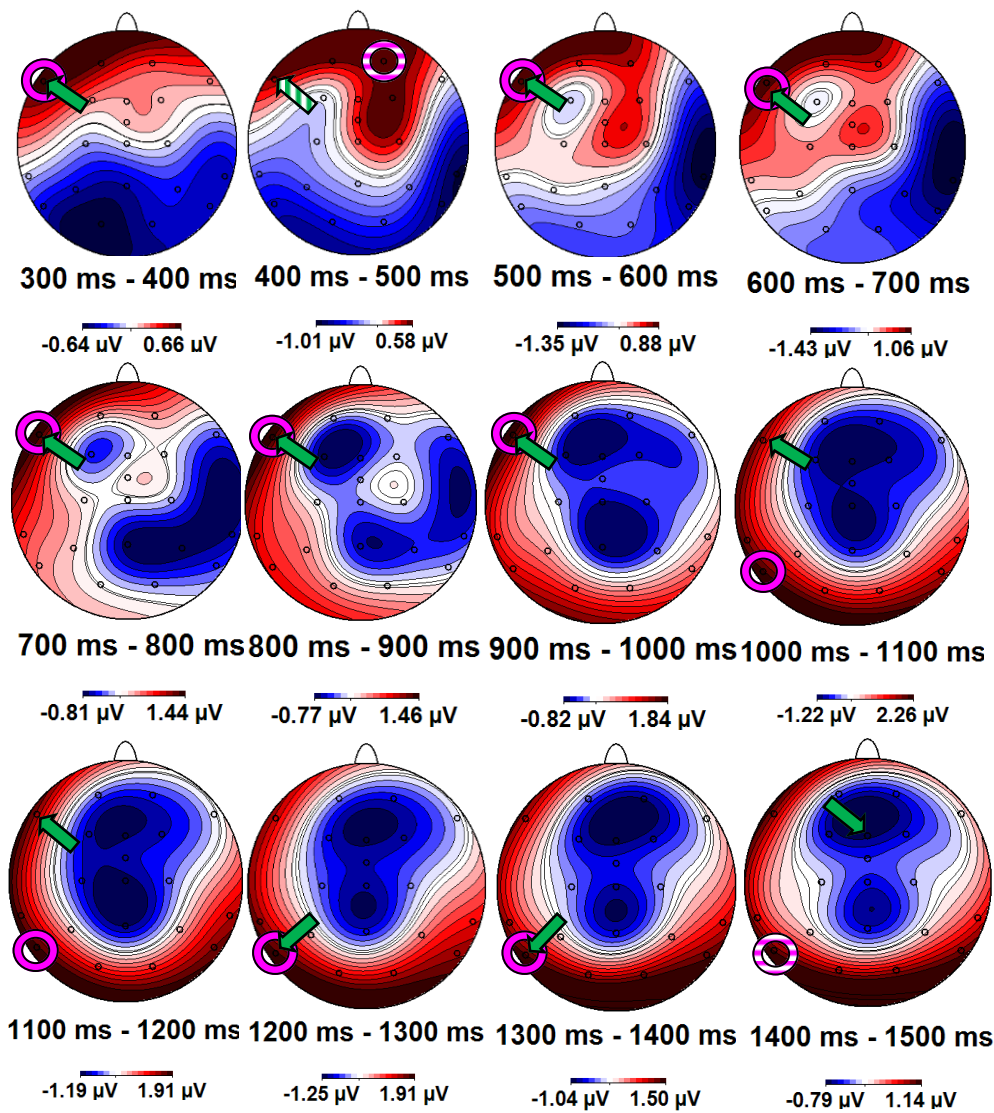 300 ms - 400 ms 400 ms - 500 ms 500 ms - 600 ms 600 ms - 700 ms
-0.64 µV 0.66 µV -1.01 µV 0.58 µV -1.35 µV 0.88 µV -1.43 µV 1.06 µV
700 ms - 800 ms 800 ms - 900 ms 900 ms - 1000 ms 1000 ms - 1100 ms
-0.81 µV 1.44 µV -0.77 µV 1.46 µV -0.82 µV 1.84 µV -1.22 µV 2.26 µV
1100 ms - 1200 ms 1200 ms - 1300 ms 1300 ms - 1400 ms 1400 ms - 1500 ms
-1.19 µV 1.91 µV -1.25 µV 1.91 µV -1.04 µV 1.50 µV -0.79 µV 1.14 µV